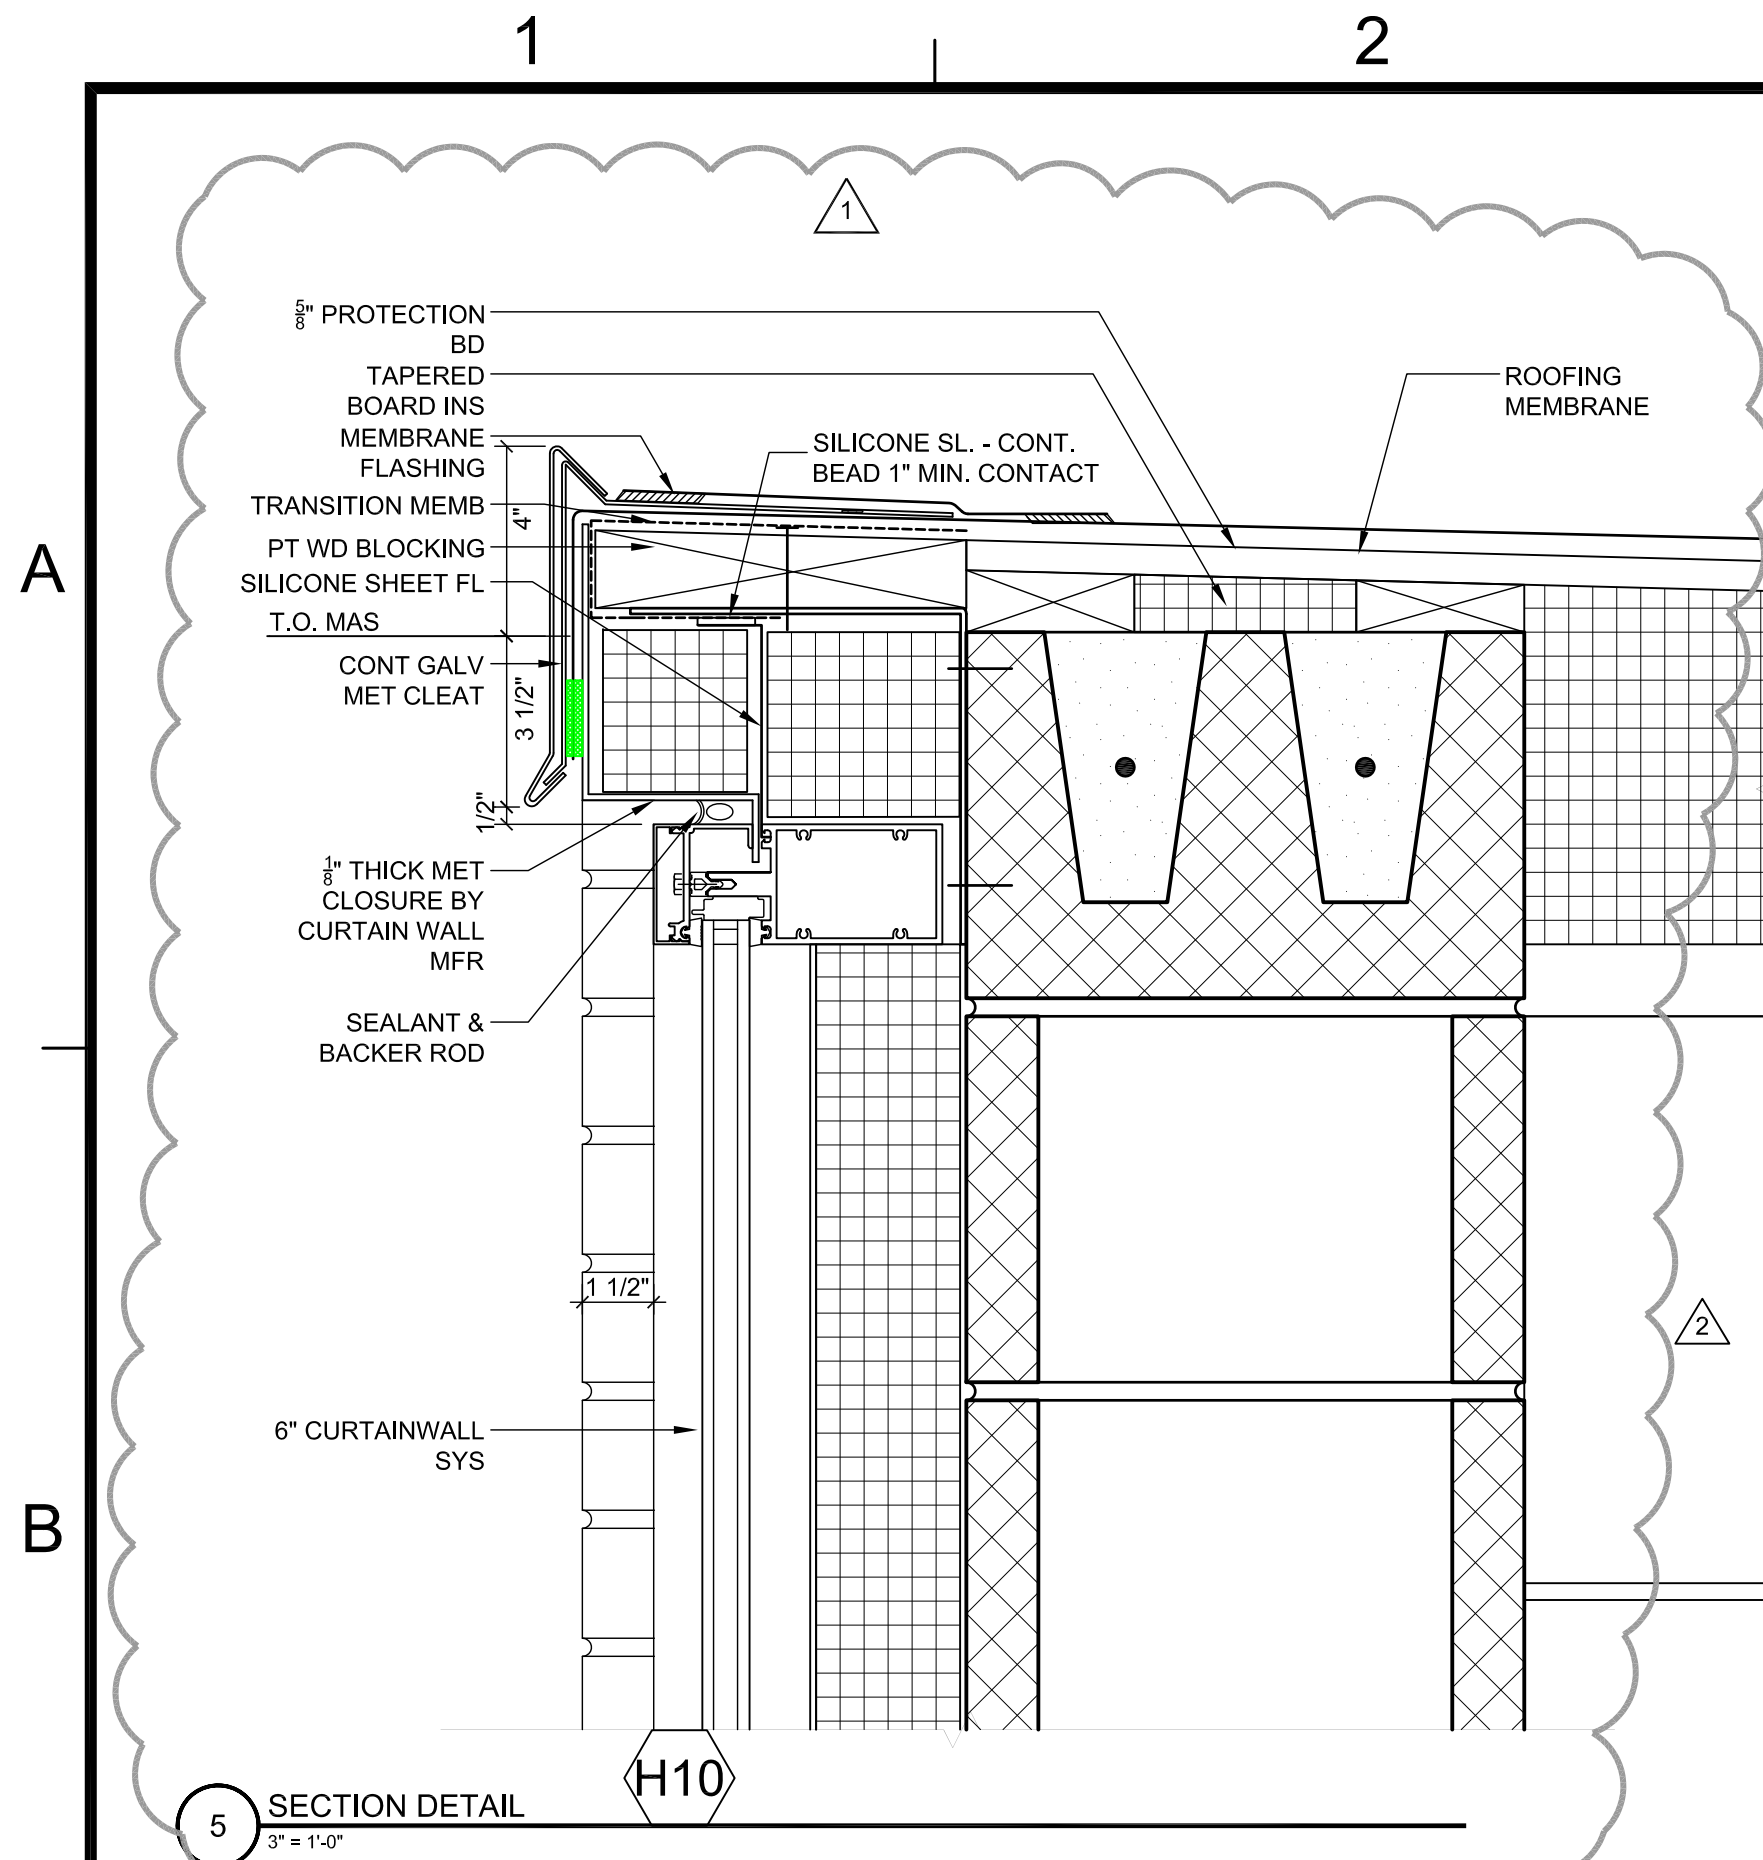 1
2
A
B
1
5/8" PROTECTION
BD
TAPERED
BOARD INS
MEMBRANE
FLASHING
TRANSITION MEMB
PT WD BLOCKING
SILICONE SHEET FL
T.O. MAS
CONT GALV
MET CLEAT
1/8" THICK MET
CLOSURE BY
CURTAIN WALL
MFR
SEALANT &
BACKER ROD
6" CURTAINWALL
SYS
4"
3 1/2"
1/2"
1 1/2"
SILICONE SL. - CONT.
BEAD 1" MIN. CONTACT
ROOFING
MEMBRANE
2
H10
5
SECTION DETAIL
3" = 1'-0"